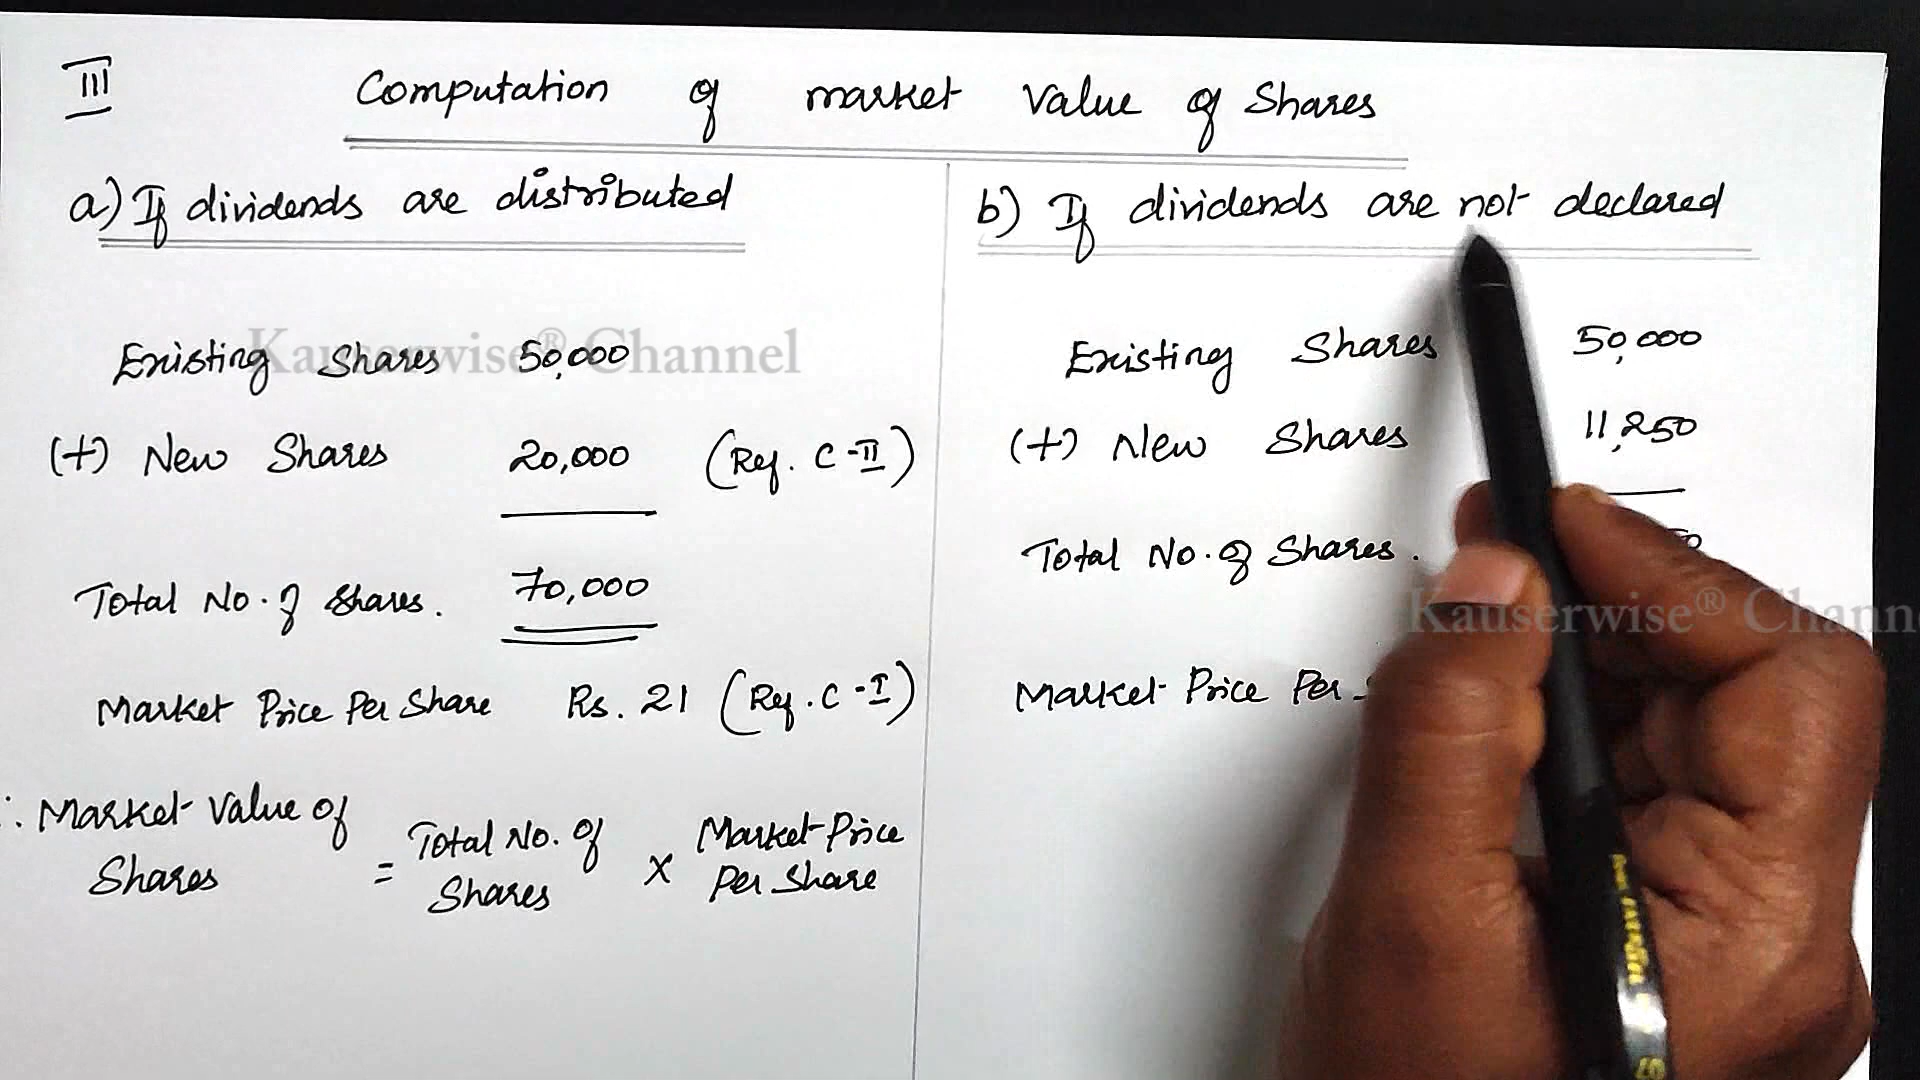 III
Computation of market value of Shares
a) If dividends are distributed
Existing Shares 50,000
(+) New Shares 20,000 (Ref. C-II)
Total No. of Shares. 70,000
Market Price Per Share Rs. 21 (Ref. C-I)
∴ Market Value of Shares = Total No. of Shares × Market Price per Share
b) If dividends are not declared
Existing Shares 50,000
(+) New Shares 11,250
Total No. of Shares.
Market Price Per
Kauserwise® Channel
Kauserwise® Channe